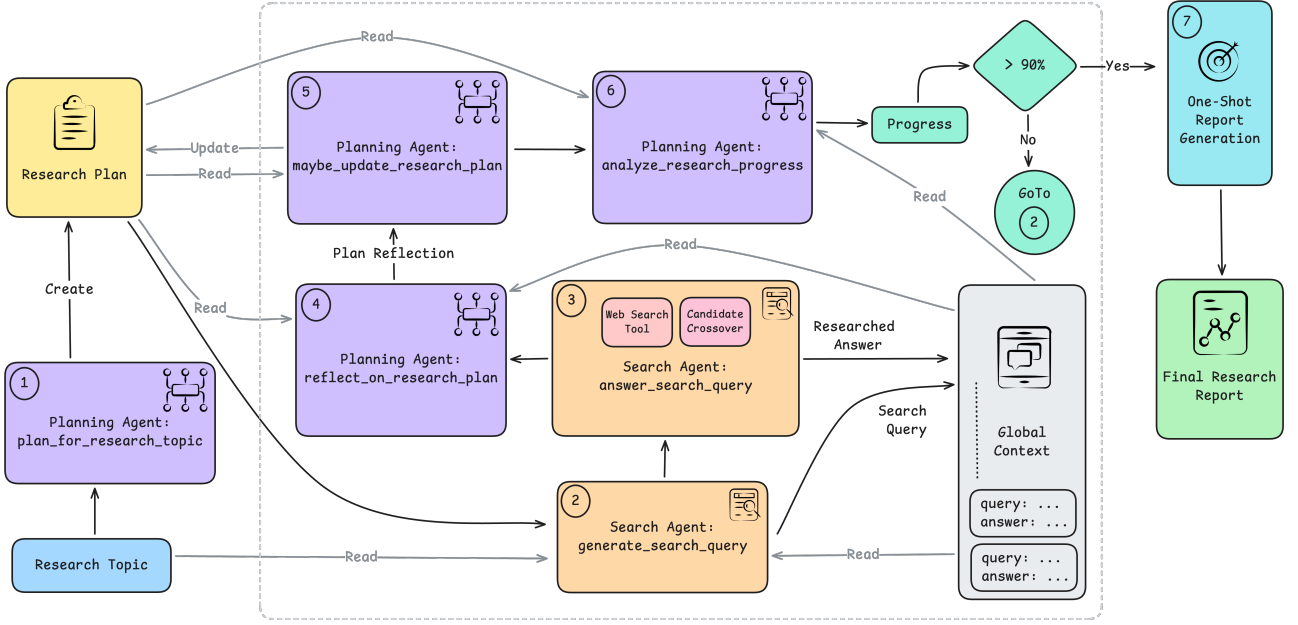 Read
5
Planning Agent:
maybe_update_research_plan
6
Planning Agent:
analyze_research_progress
Progress
> 90%
Yes
No
GoTo
2
7
One-Shot
Report
Generation
Research Plan
Update
Read
Create
Read
Plan Reflection
Read
Read
4
Planning Agent:
reflect_on_research_plan
3
Web Search
Tool
Candidate
Crossover
Search Agent:
answer_search_query
Researched
Answer
Search
Query
Global
Context
query: ...
answer: ...
query: ...
answer: ...
Final Research
Report
1
Planning Agent:
plan_for_research_topic
2
Search Agent:
generate_search_query
Research Topic
Read
Read